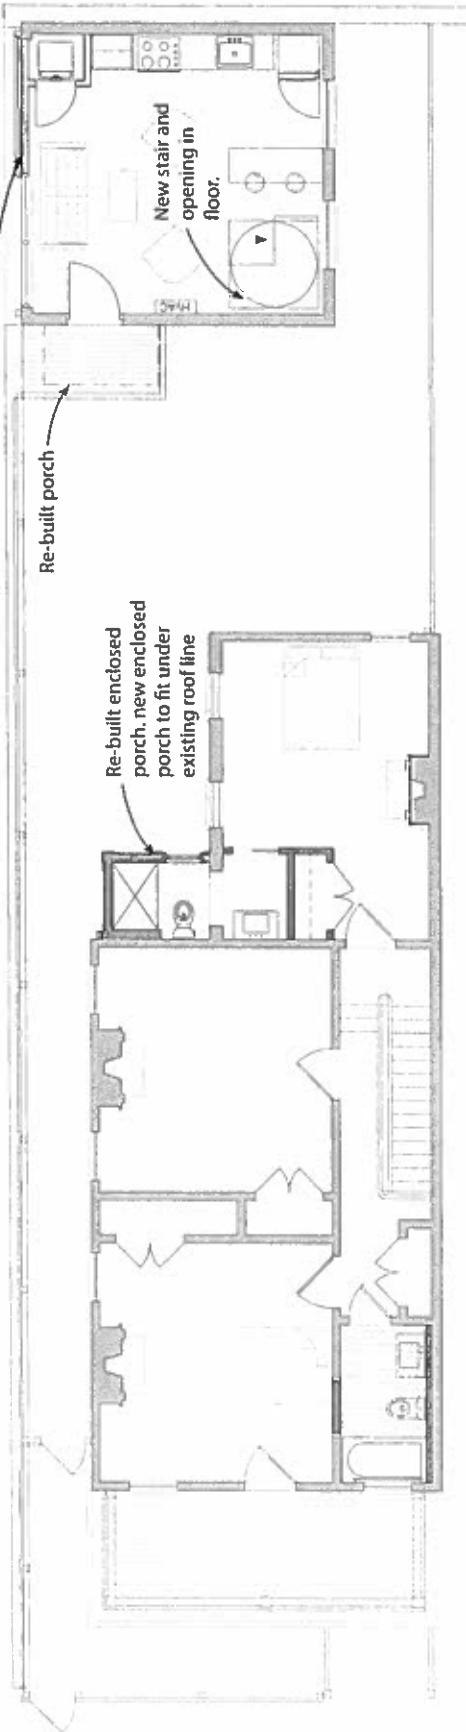 New stair and
opening in
floor.
HVAC
Re-built porch
Re-built enclosed
porch. new enclosed
porch to fit under
existing roof line